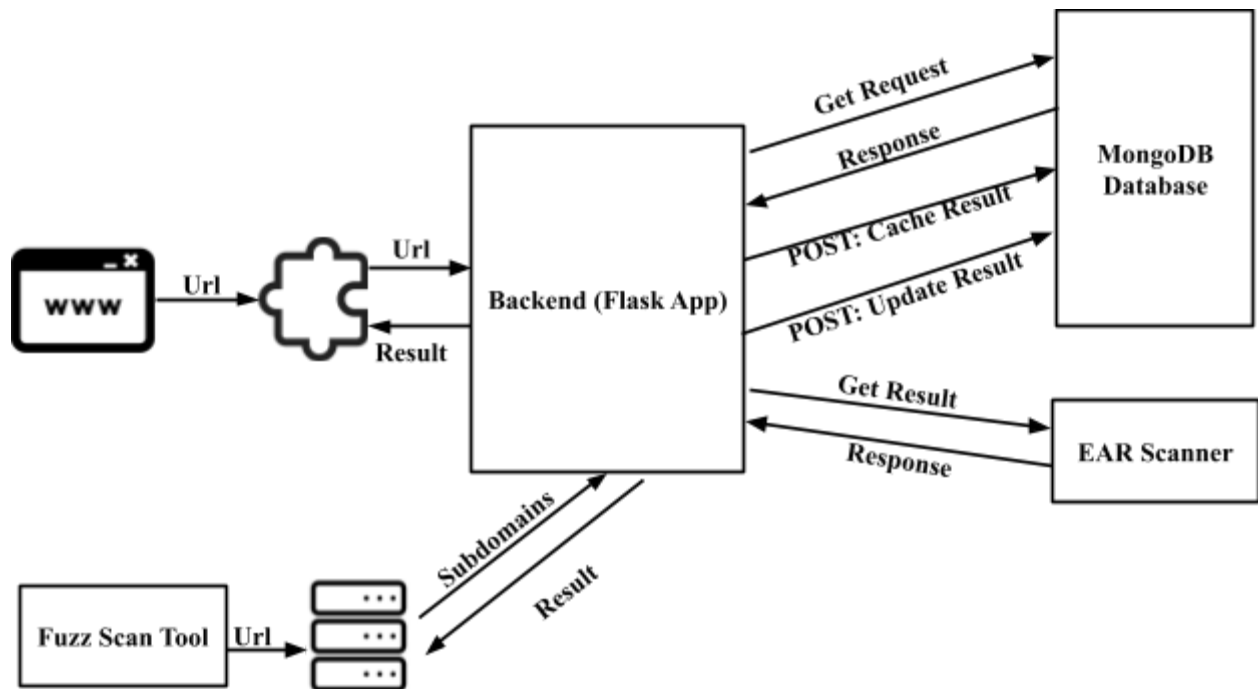 Get Request
Response
MongoDB
Database
POST: Cache Result
POST: Update Result
www
Url
Url
Result
Backend (Flask App)
Get Result
Response
EAR Scanner
Subdomains
Result
Fuzz Scan Tool
Url